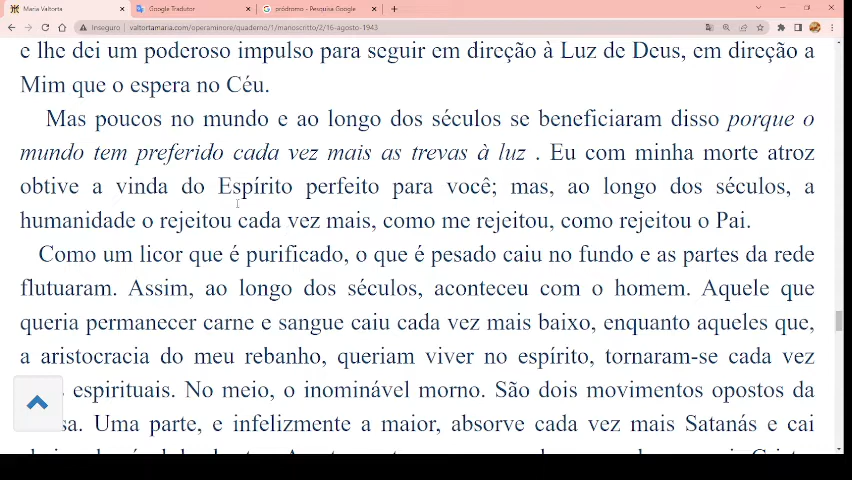 Maria Valtorta
Google Tradutor
pródromo - Pesquisa Google
Inseguro valtortamaria.com/operaminore/quaderno/1/manoscritto/2/16-agosto-1943
e lhe dei um poderoso impulso para seguir em direção à Luz de Deus, em direção a
Mim que o espera no Céu.
Mas poucos no mundo e ao longo dos séculos se beneficiaram disso porque o
mundo tem preferido cada vez mais as trevas à luz . Eu com minha morte atroz
obtive a vinda do Espírito perfeito para você; mas, ao longo dos séculos, a
humanidade o rejeitou cada vez mais, como me rejeitou, como rejeitou o Pai.
Como um licor que é purificado, o que é pesado caiu no fundo e as partes da rede
flutuaram. Assim, ao longo dos séculos, aconteceu com o homem. Aquele que
queria permanecer carne e sangue caiu cada vez mais baixo, enquanto aqueles que,
a aristocracia do meu rebanho, queriam viver no espírito, tornaram-se cada vez
espirituais. No meio, o inominável morno. São dois movimentos opostos da
sa. Uma parte, e infelizmente a maior, absorve cada vez mais Satanás e cai